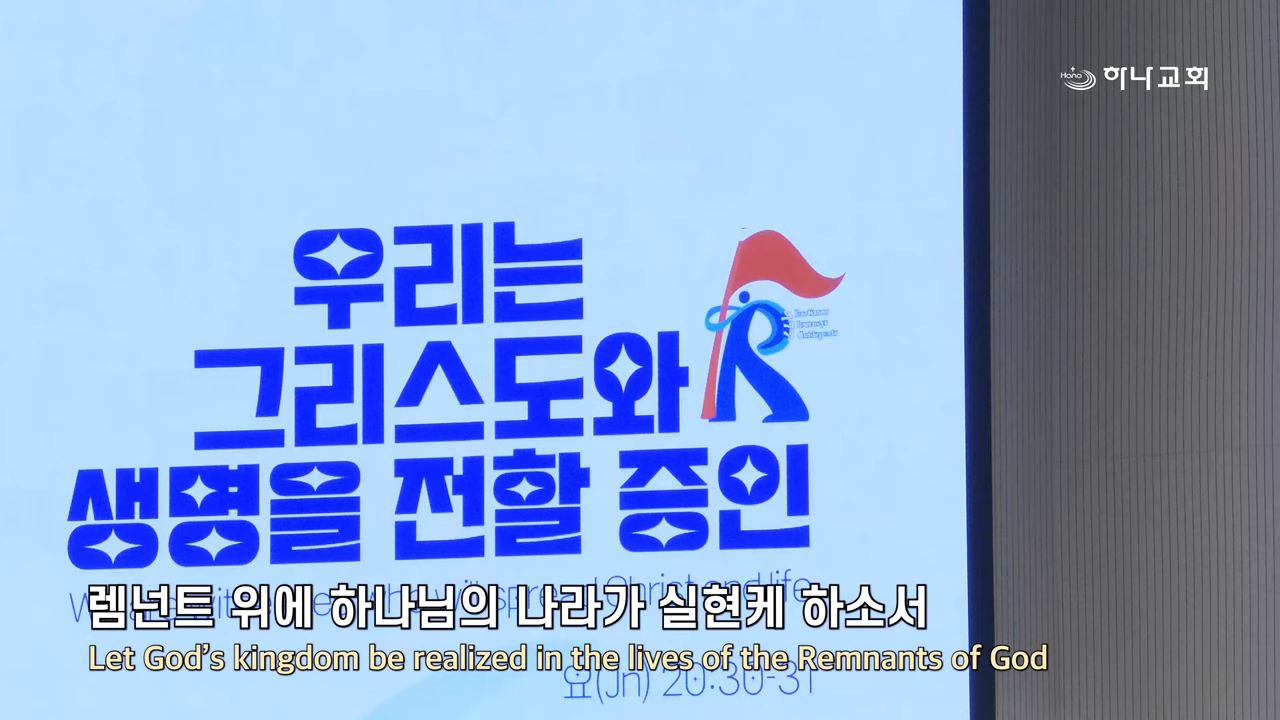 Hana 하나교회
우리는
그리스도와
생명을 전할 증인
렘넌트 위에 하나님의 나라가 실현케 하소서
Let God's kingdom be realized in the lives of the Remnants of God
요(Jn) 20:30-31